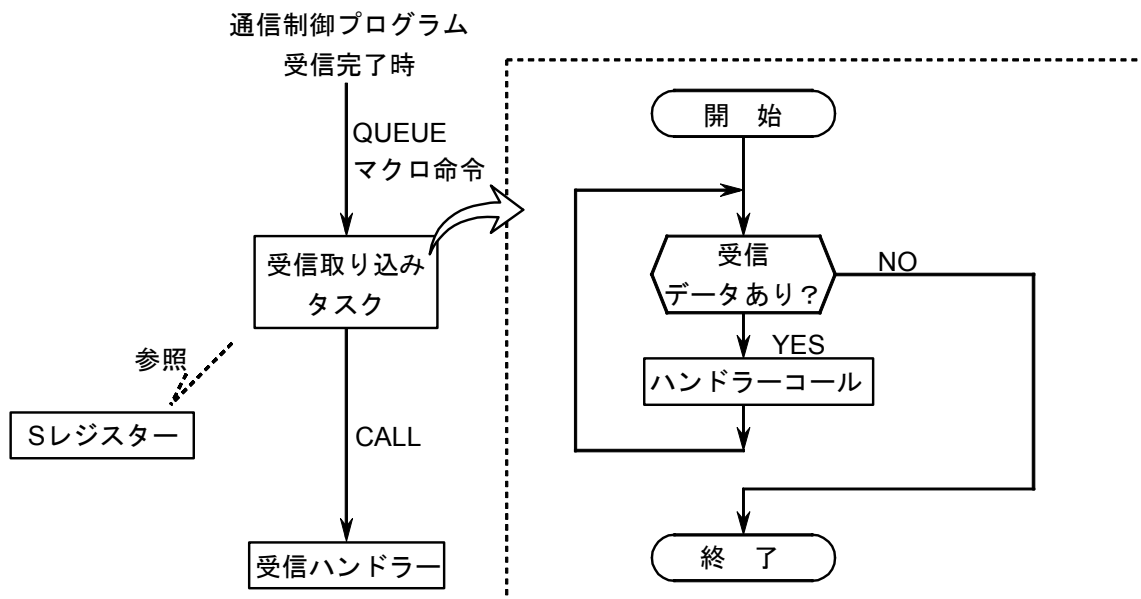 通信制御プログラム
受信完了時
QUEUE
マクロ命令
受信取り込み
タスク
参照
Sレジスター
CALL
受信ハンドラー
開 始
受信
データあり?
NO
YES
ハンドラーコール
終 了